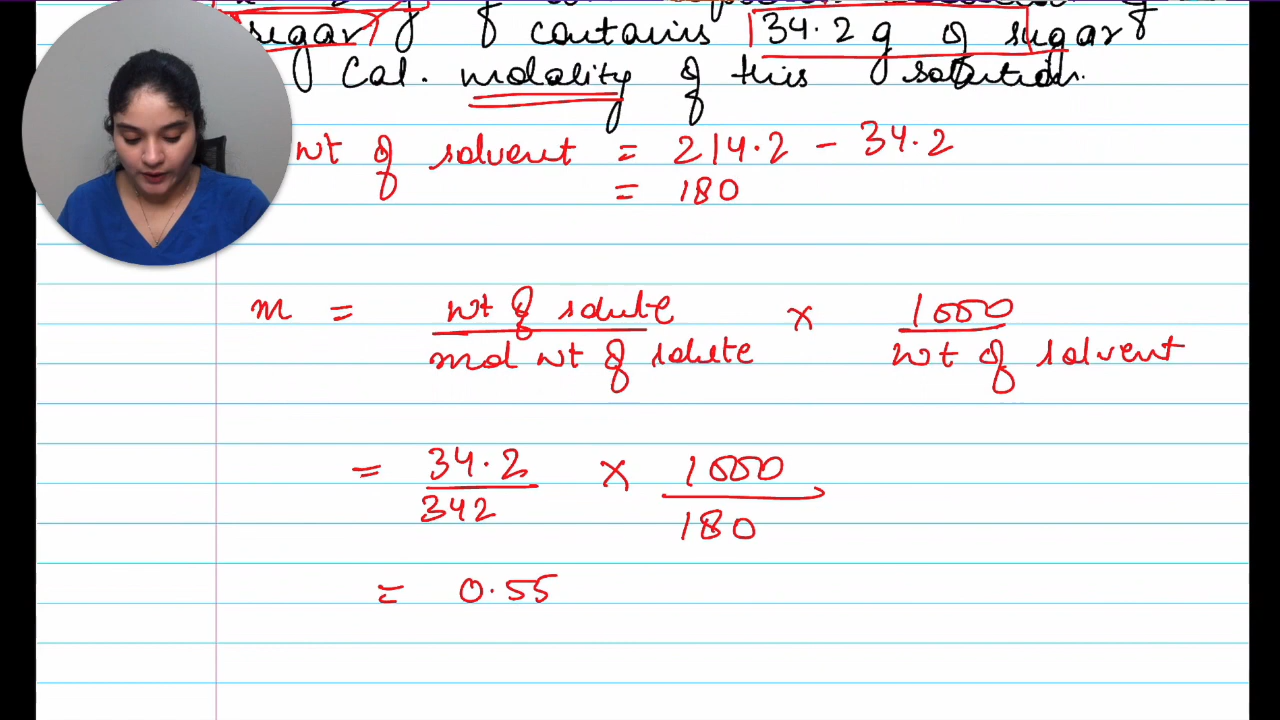 sugar & contains 34.2 g of sugar
Cal. molality of this solution.
wt of solvent = 214.2 - 34.2
= 180
m = wt of solute × 1000
mol wt of solute wt of solvent
= 34.2 × 1000
342 180
= 0.55